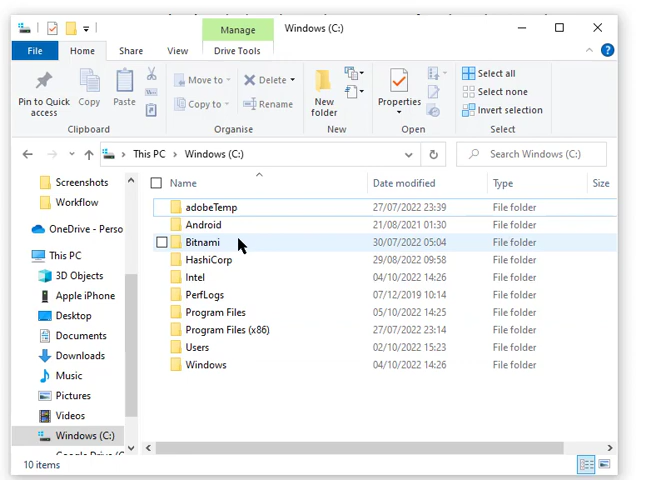 Manage
Windows (C:)
File
Home
Share
View
Drive Tools
Pin to Quick access
Copy
Paste
Move to
Copy to
Delete
Rename
New folder
Properties
Select all
Select none
Invert selection
Clipboard
Organise
New
Open
Select
This PC > Windows (C:)
Search Windows (C:)
Screenshots
Workflow
OneDrive - Perso
This PC
3D Objects
Apple iPhone
Desktop
Documents
Downloads
Music
Pictures
Videos
Windows (C:)
Name Date modified Type Size
adobeTemp 27/07/2022 23:39 File folder
Android 21/08/2021 01:30 File folder
Bitnami 30/07/2022 05:04 File folder
HashiCorp 29/08/2022 09:58 File folder
Intel 04/10/2022 14:26 File folder
PerfLogs 07/12/2019 10:14 File folder
Program Files 05/10/2022 14:25 File folder
Program Files (x86) 27/07/2022 23:14 File folder
Users 02/10/2022 15:23 File folder
Windows 04/10/2022 14:26 File folder
10 items